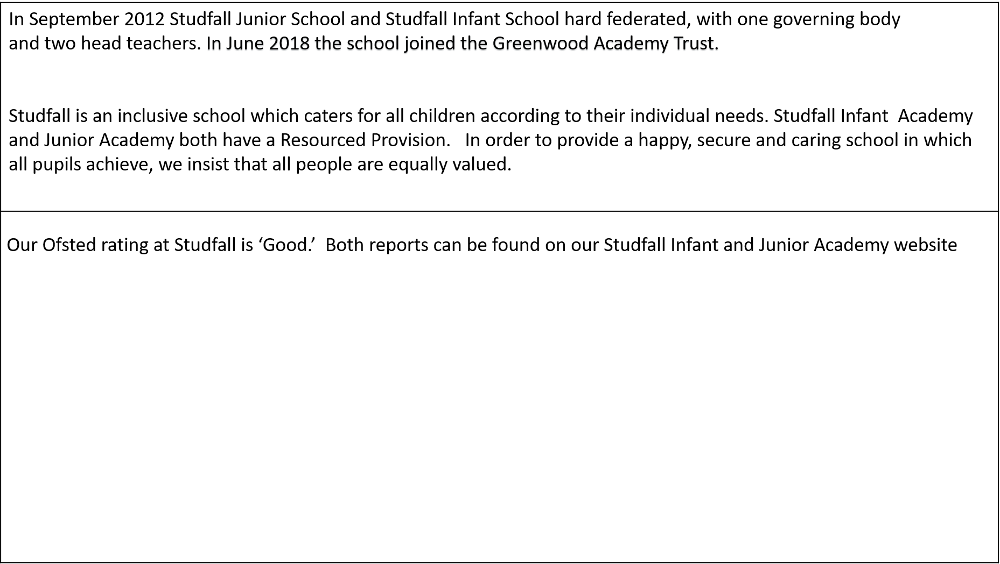 In September 2012 Studfall Junior School and Studfall Infant School hard federated, with one governing body
and two head teachers. In June 2018 the school joined the Greenwood Academy Trust.
Studfall is an inclusive school which caters for all children according to their individual needs. Studfall Infant  Academy
and Junior Academy both have a Resourced Provision.   In order to provide a happy, secure and caring school in which
all pupils achieve, we insist that all people are equally valued.
Our Ofsted rating at Studfall is ‘Good.’  Both reports can be found on our Studfall Infant and Junior Academy website